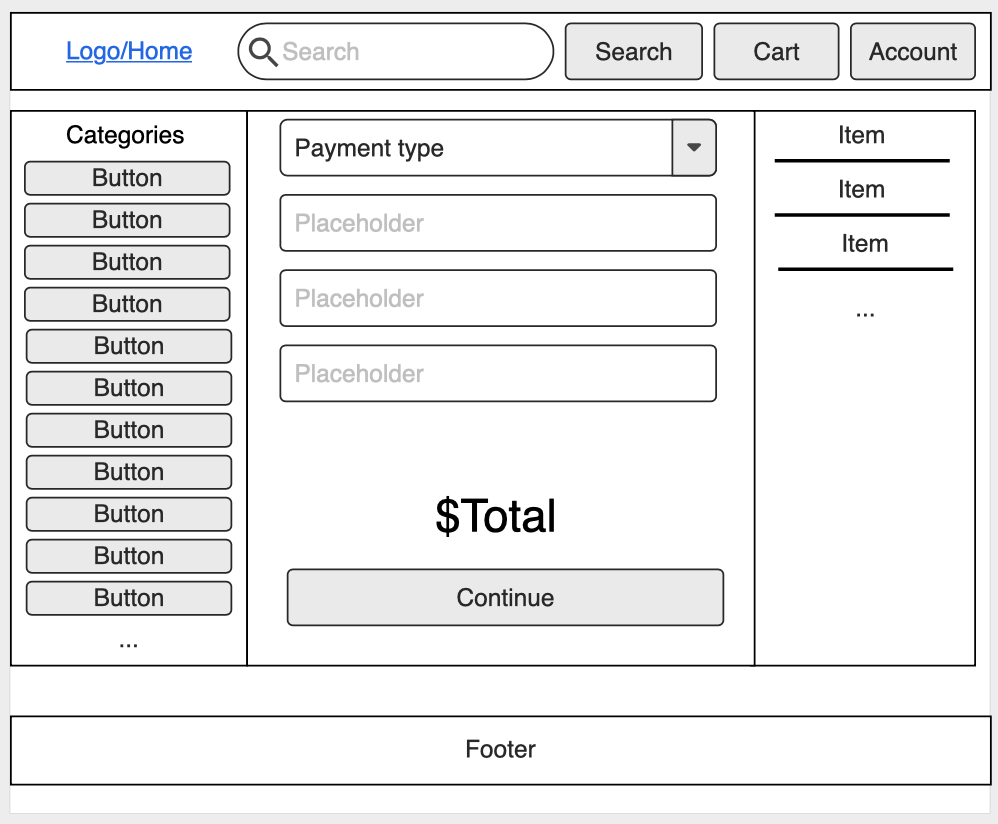 Logo/Home
Search
Search
Cart
Account
Categories
Button
Button
Button
Button
Button
Button
Button
Button
Button
Button
Button
...
Payment type
Placeholder
Placeholder
Placeholder
$Total
Continue
Item
Item
Item
...
Footer